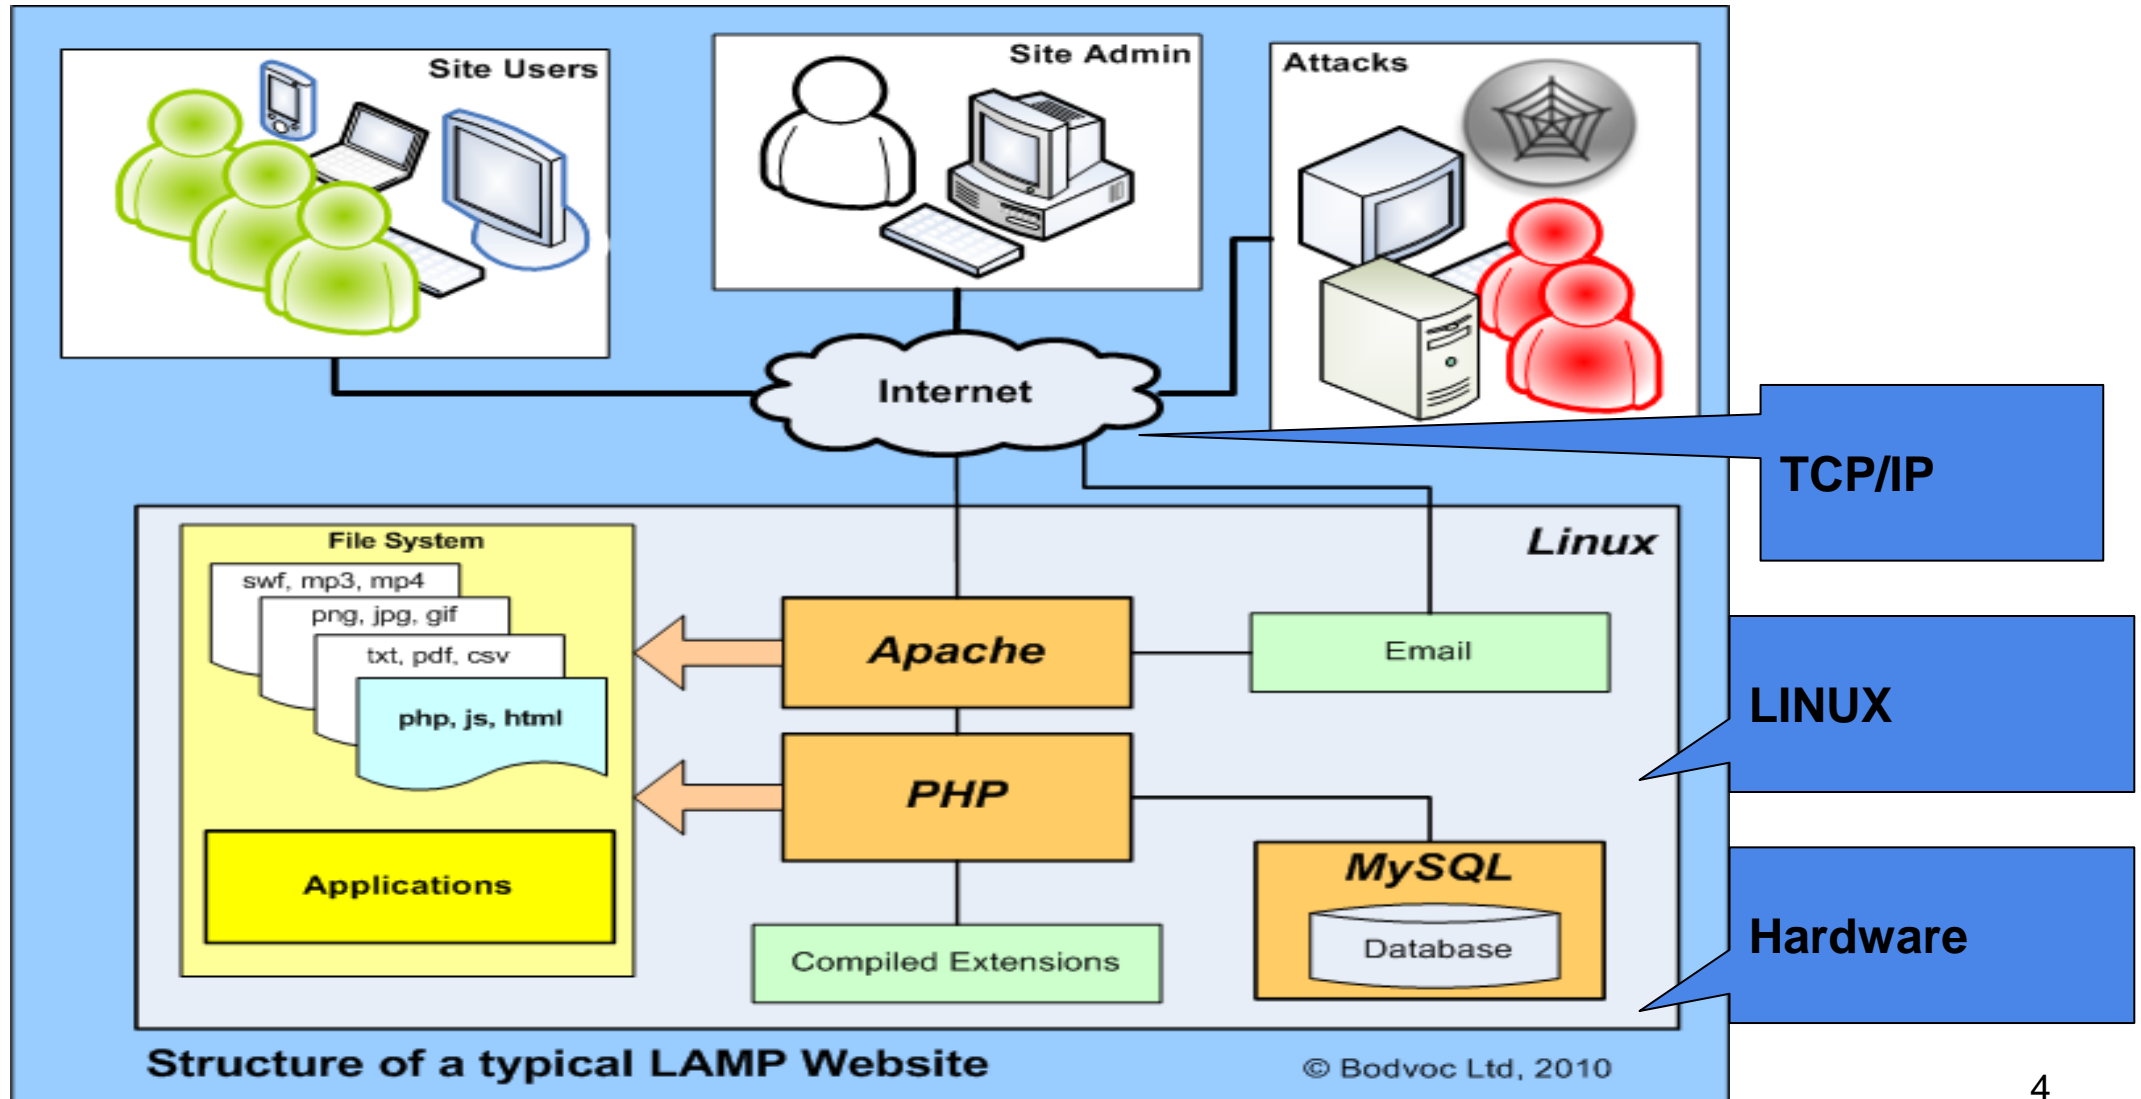 Site Users
Site Admin
Attacks
Internet
TCP/IP
Linux
File System
swf, mp3, mp4
png, jpg, gif
txt, pdf, csv
php, js, html
Applications
Apache
Email
PHP
MySQL
Database
Compiled Extensions
LINUX
Hardware
Structure of a typical LAMP Website
© Bodvoc Ltd, 2010
4